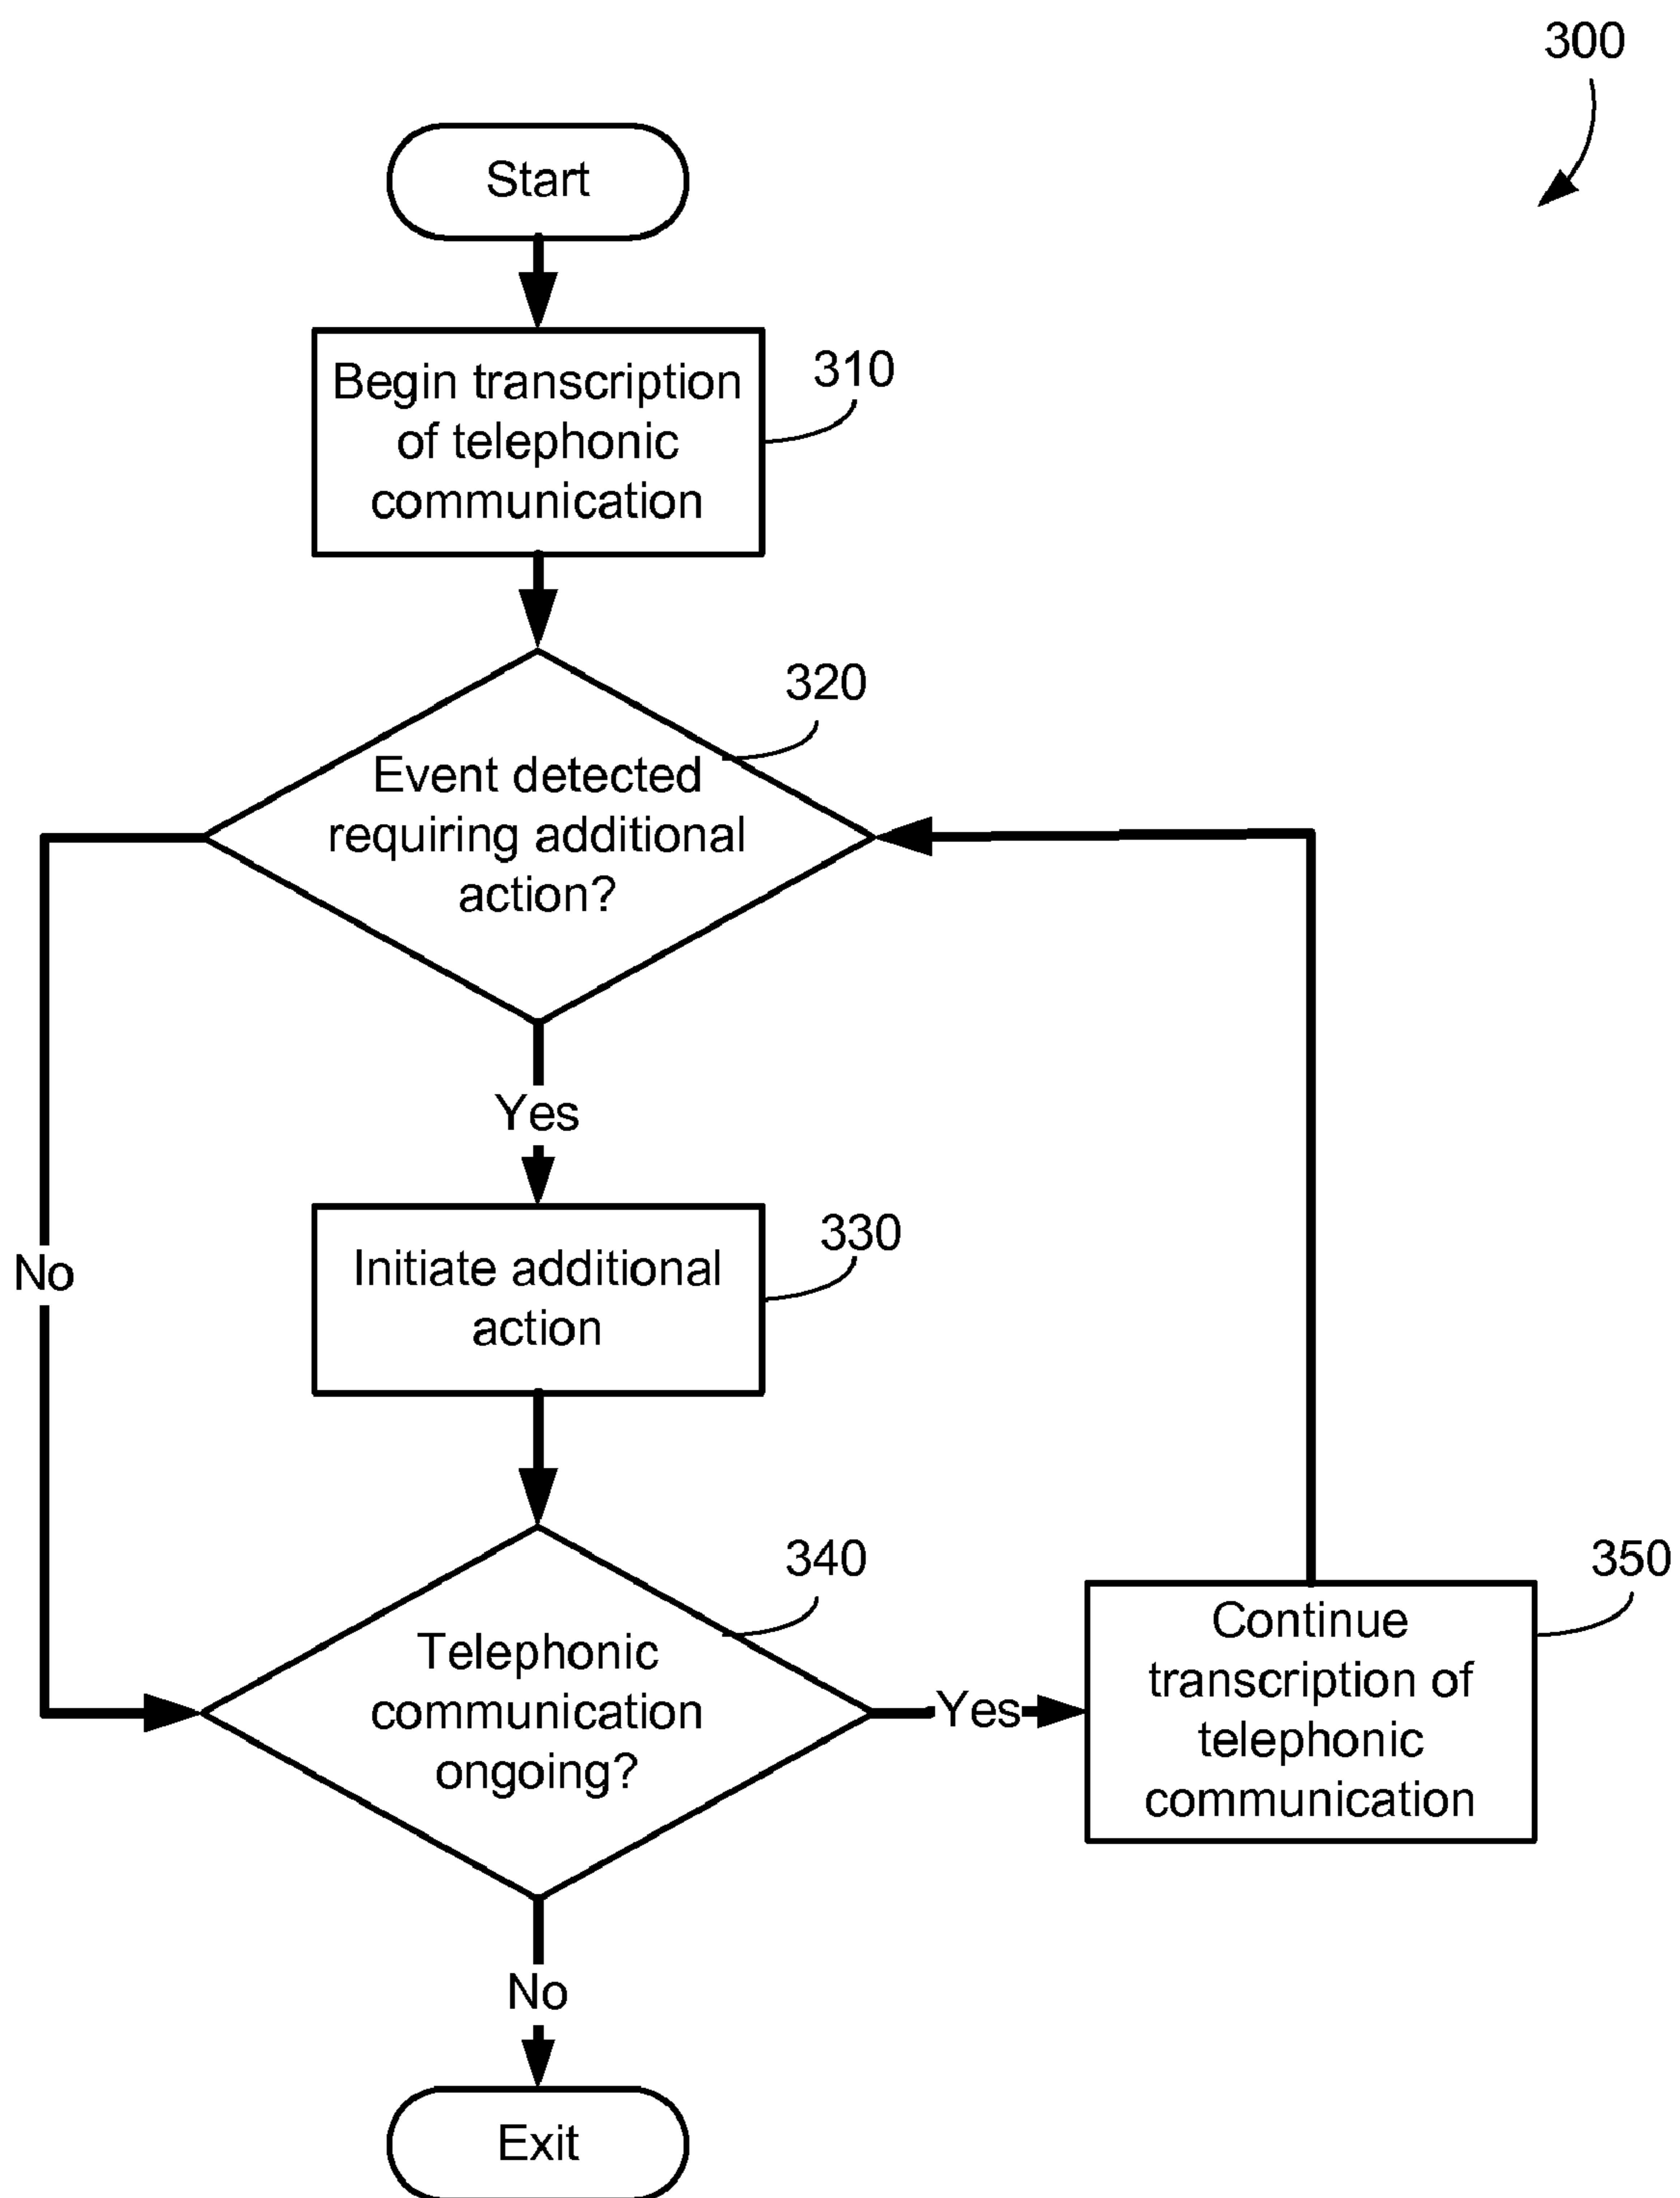 300
Start
Begin transcription
of telephonic
communication
310
320
Event detected
requiring additional
action?
Yes
No
330
Initiate additional
action
340
Telephonic
communication
ongoing?
Yes
350
Continue
transcription of
telephonic
communication
No
Exit